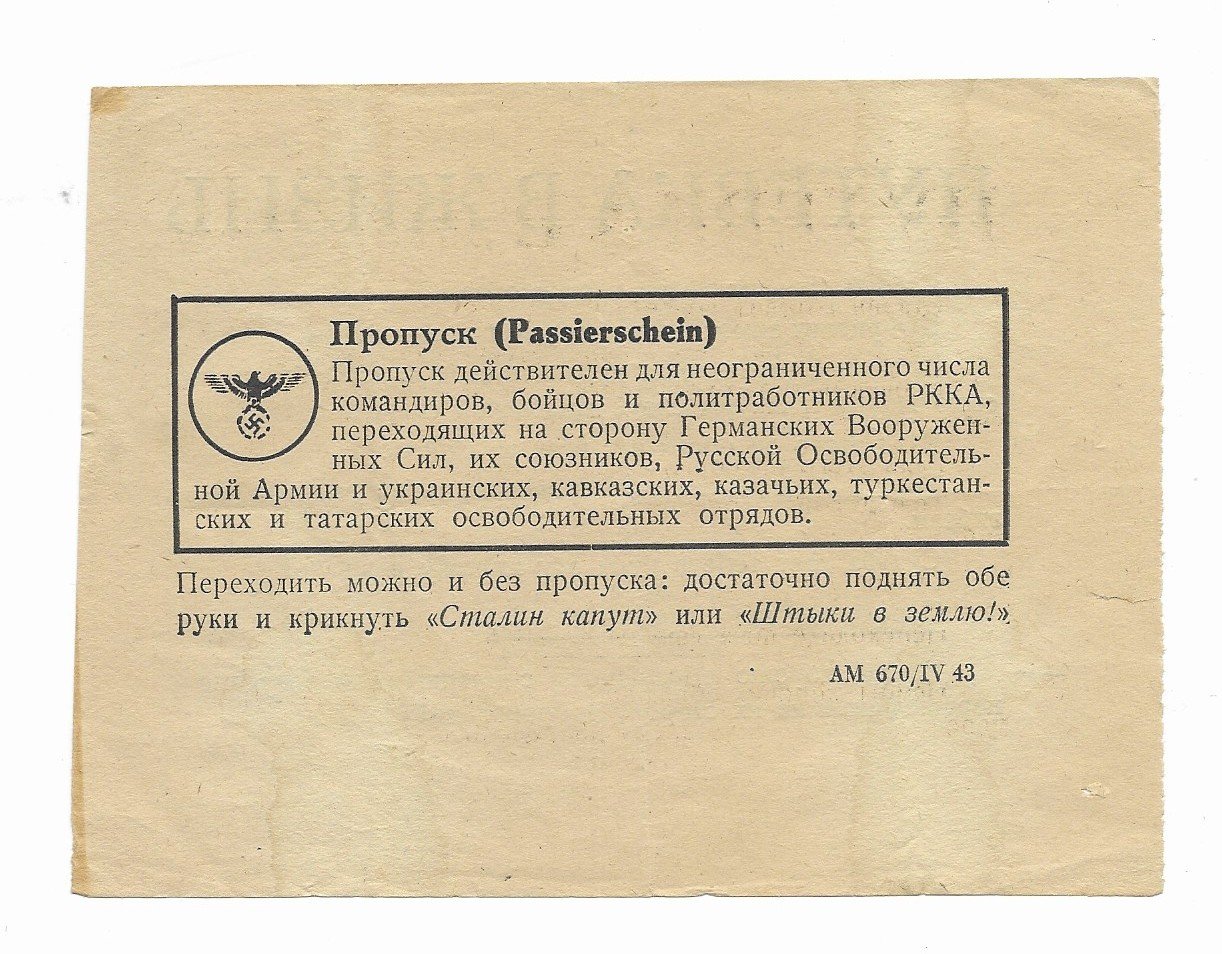 Пропуск (Passierschein)
Пропуск действителен для неограниченного числа
командиров, бойцов и политработников РККА,
переходящих на сторону Германских Вооружен-
ных Сил, их союзников, Русской Освободитель-
ной Армии и украинских, кавказских, казачьих, туркестан-
ских и татарских освободительных отрядов.
Переходить можно и без пропуска: достаточно поднять обе
руки и крикнуть «Сталин капут» или «Штыки в землю!»
АМ 670/IV 43